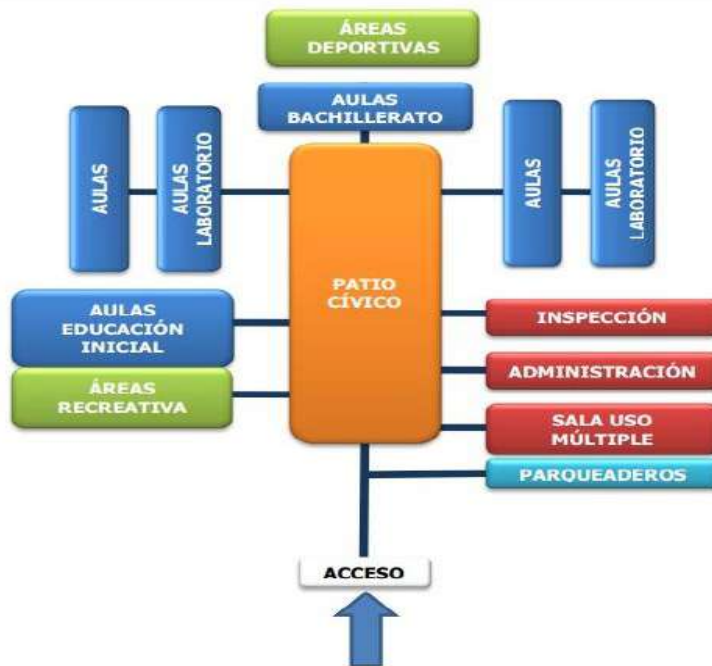 ÁREAS
DEPORTIVAS
AULAS
BACHILLERATO
AULAS
AULAS
LABORATORIO
AULAS
AULAS
LABORATORIO
PATIO
CÍVICO
AULAS
EDUCACIÓN
INICIAL
ÁREAS
RECREATIVA
INSPECCIÓN
ADMINISTRACIÓN
SALA USO
MÚLTIPLE
PARQUEADEROS
ACCESO